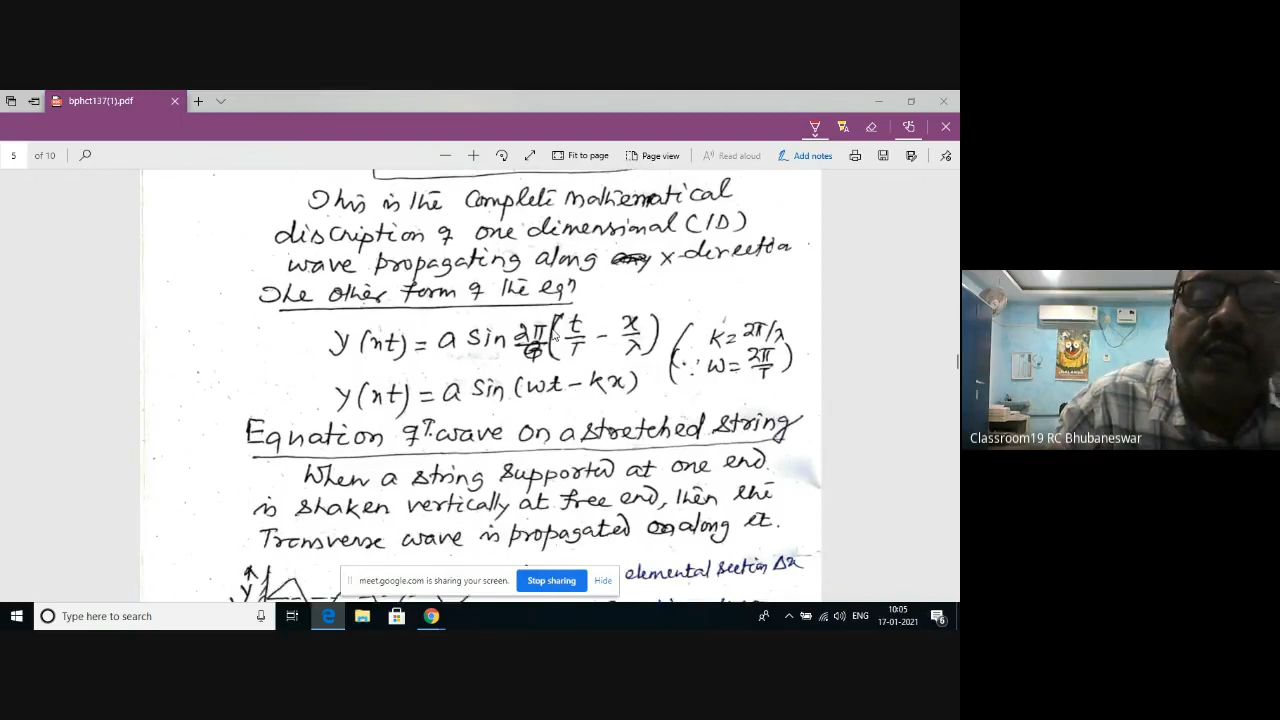 bphct137(1).pdf
5 of 10
Fit to page
Page view
Read aloud
Add notes
This is the Complete mathematical
discription of one dimensional (1D)
wave propagating along x-direction
The other form of the eqn
y(xt) = a sin 2π (t/T − x/λ) (∵ k = 2π/λ
ω = 2π/T)
y(xt) = a sin (ωt − kx)
Equation of T.wave on a stretched string
When a string supported at one end
is shaken vertically at free end, then the
Transverse wave is propagated along it.
y
elemental section Δx
meet.google.com is sharing your screen.
Stop sharing
Hide
Classroom19 RC Bhubaneswar
Type here to search
ENG
10:05
17-01-2021
6